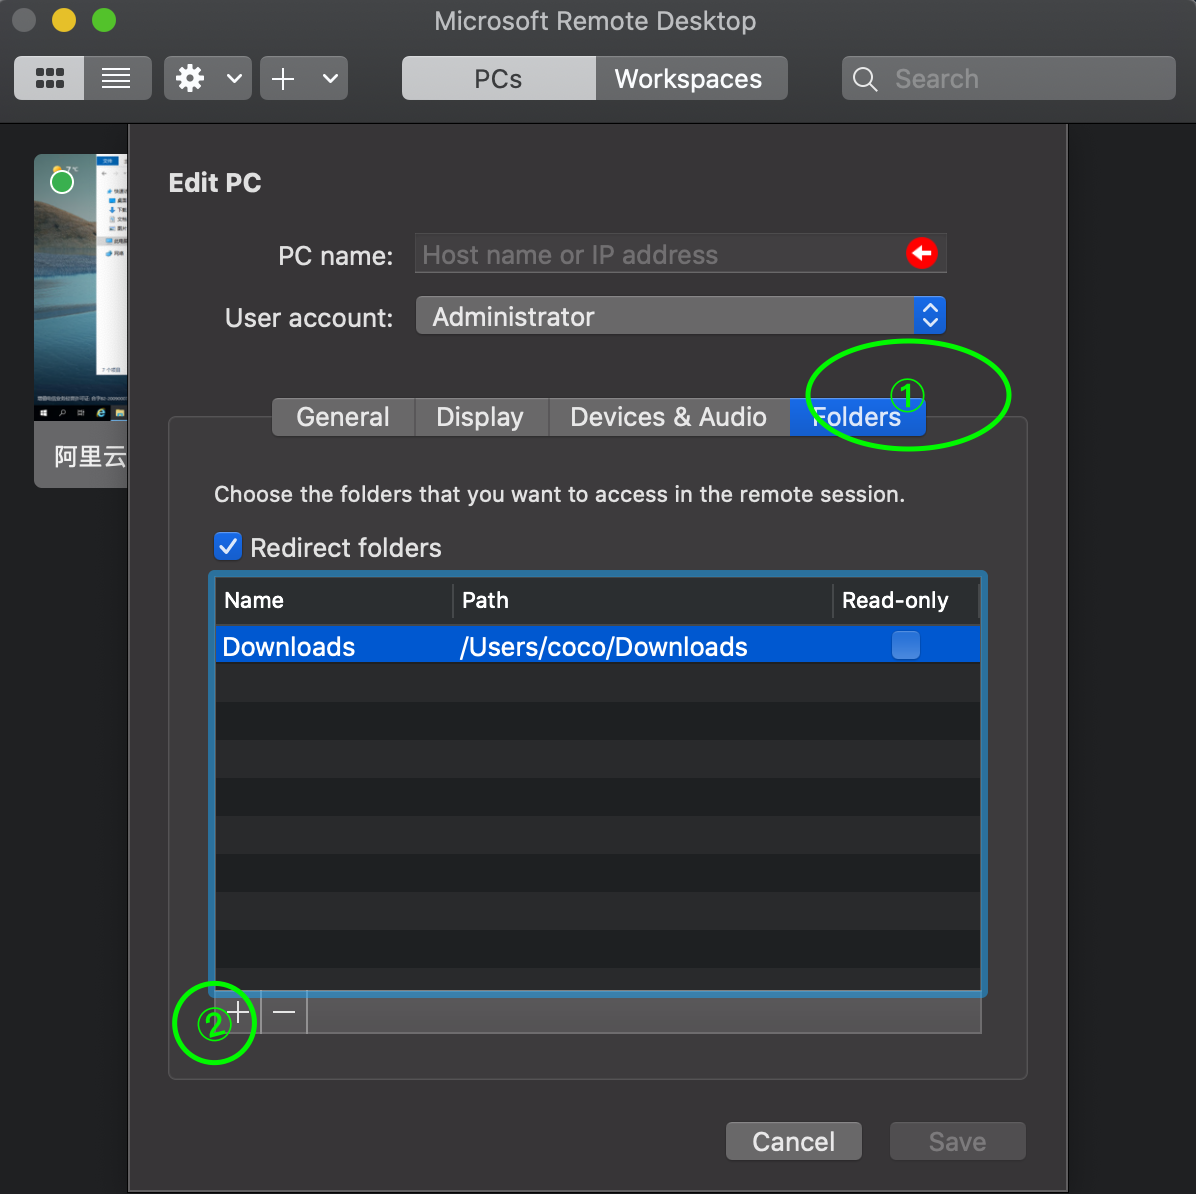 Microsoft Remote Desktop
PCs
Workspaces
Search
阿里云
Edit PC
PC name:
Host name or IP address
User account:
Administrator
①
General
Display
Devices & Audio
Folders
Choose the folders that you want to access in the remote session.
Redirect folders
Name
Path
Read-only
Downloads
/Users/coco/Downloads
②
Cancel
Save